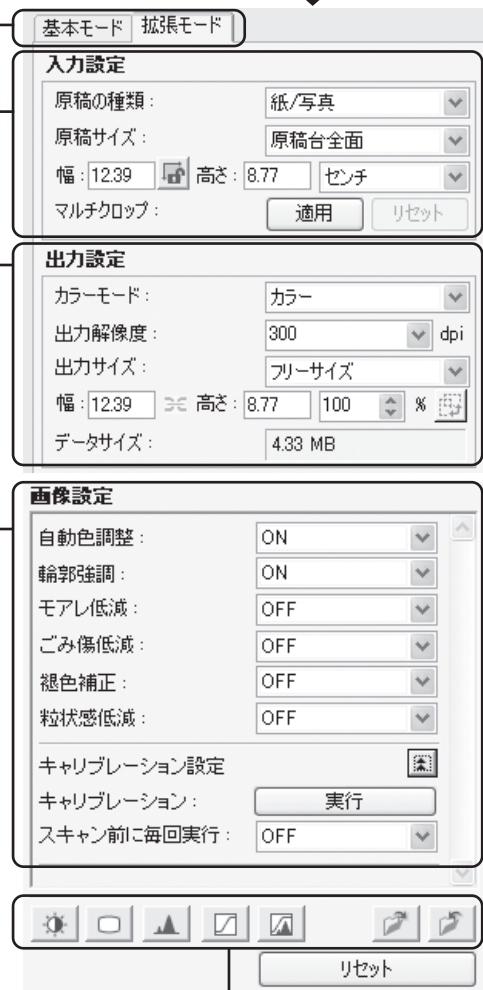 基本モード 拡張モード
入力設定
原稿の種類： 紙/写真
原稿サイズ： 原稿台全面
幅：12.39 高さ：8.77 センチ
マルチクロップ： 適用 リセット
出力設定
カラーモード： カラー
出力解像度： 300 dpi
出力サイズ： フリーサイズ
幅：12.39 高さ：8.77 100 %
データサイズ： 4.33 MB
画像設定
自動色調整： ON
輪郭強調： ON
モアレ低減： OFF
ごみ傷低減： OFF
褪色補正： OFF
粒状感低減： OFF
キャリブレーション設定
キャリブレーション： 実行
スキャン前に毎回実行： OFF
リセット